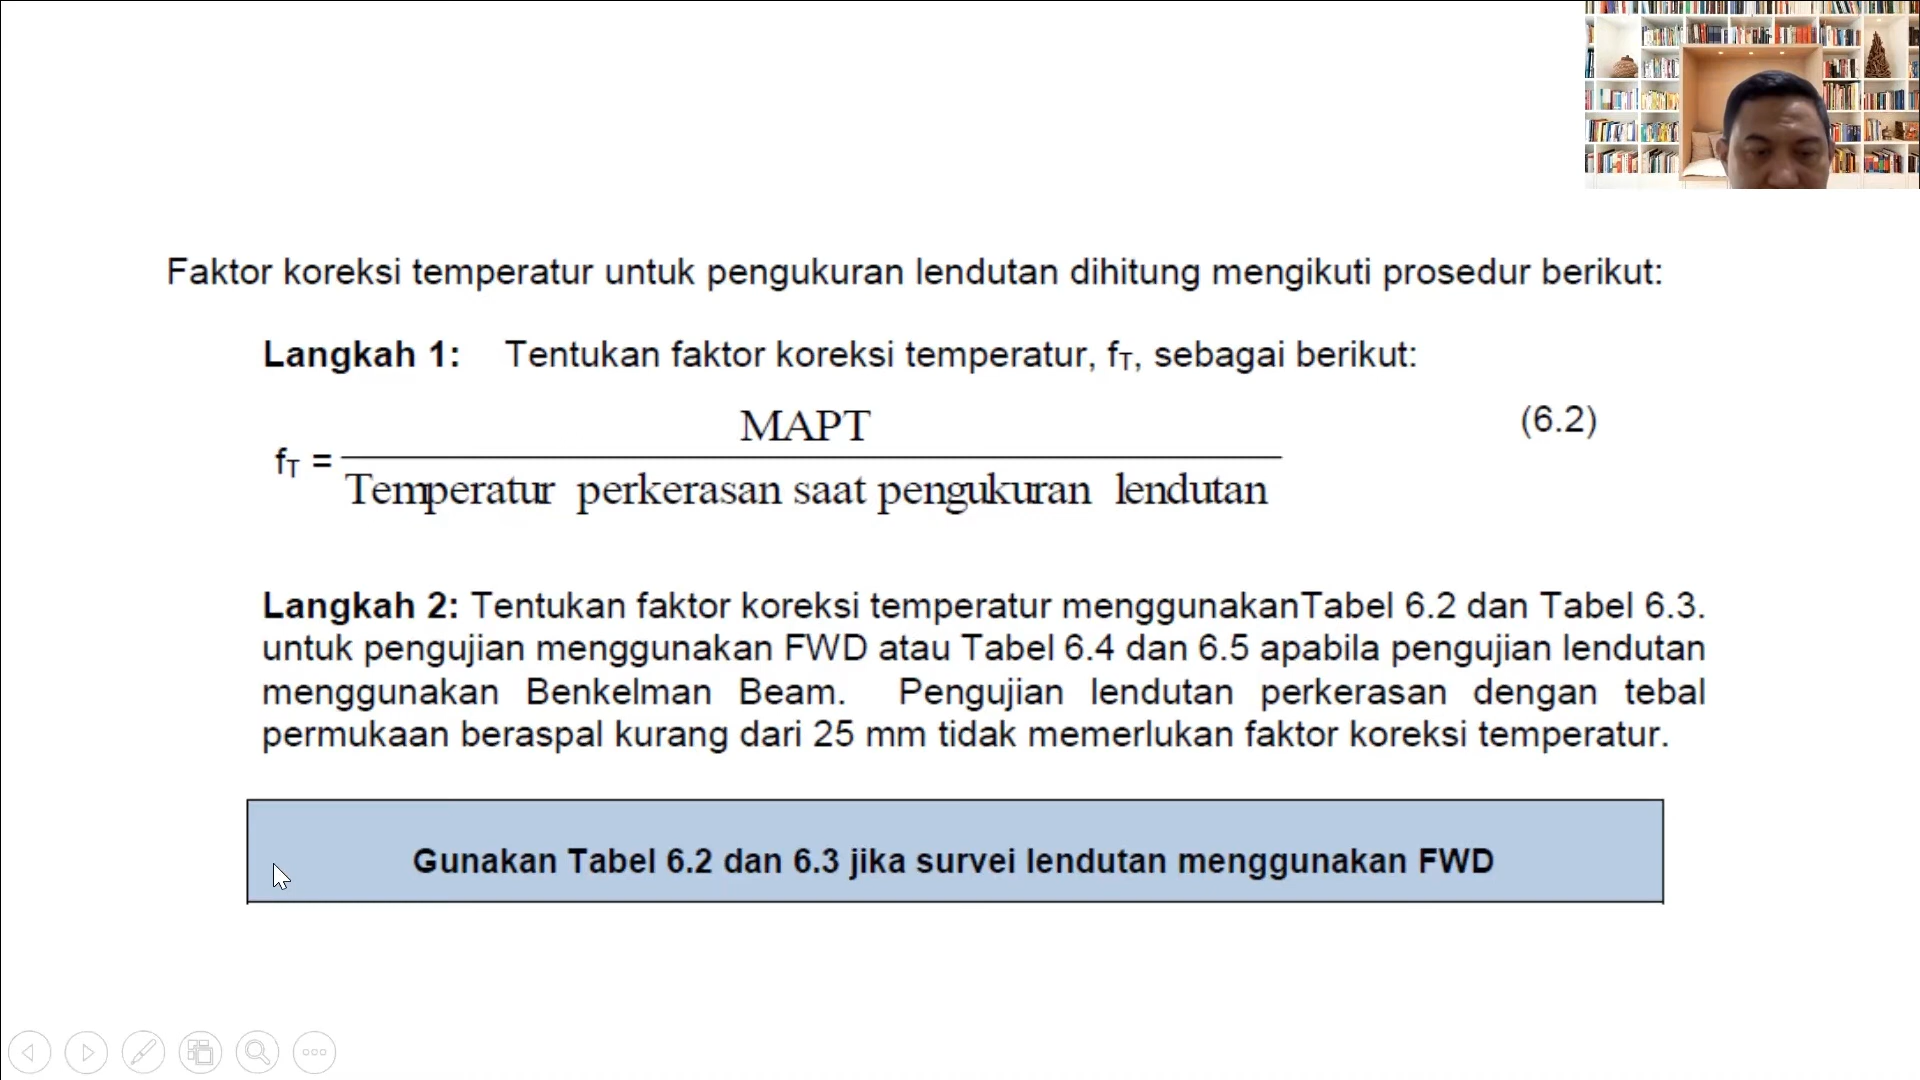 Faktor koreksi temperatur untuk pengukuran lendutan dihitung mengikuti prosedur berikut:
Langkah 1: Tentukan faktor koreksi temperatur, fT, sebagai berikut:
MAPT
(6.2)
fT =
Temperatur perkerasan saat pengukuran lendutan
Langkah 2: Tentukan faktor koreksi temperatur menggunakanTabel 6.2 dan Tabel 6.3.
untuk pengujian menggunakan FWD atau Tabel 6.4 dan 6.5 apabila pengujian lendutan
menggunakan Benkelman Beam. Pengujian lendutan perkerasan dengan tebal
permukaan beraspal kurang dari 25 mm tidak memerlukan faktor koreksi temperatur.
Gunakan Tabel 6.2 dan 6.3 jika survei lendutan menggunakan FWD